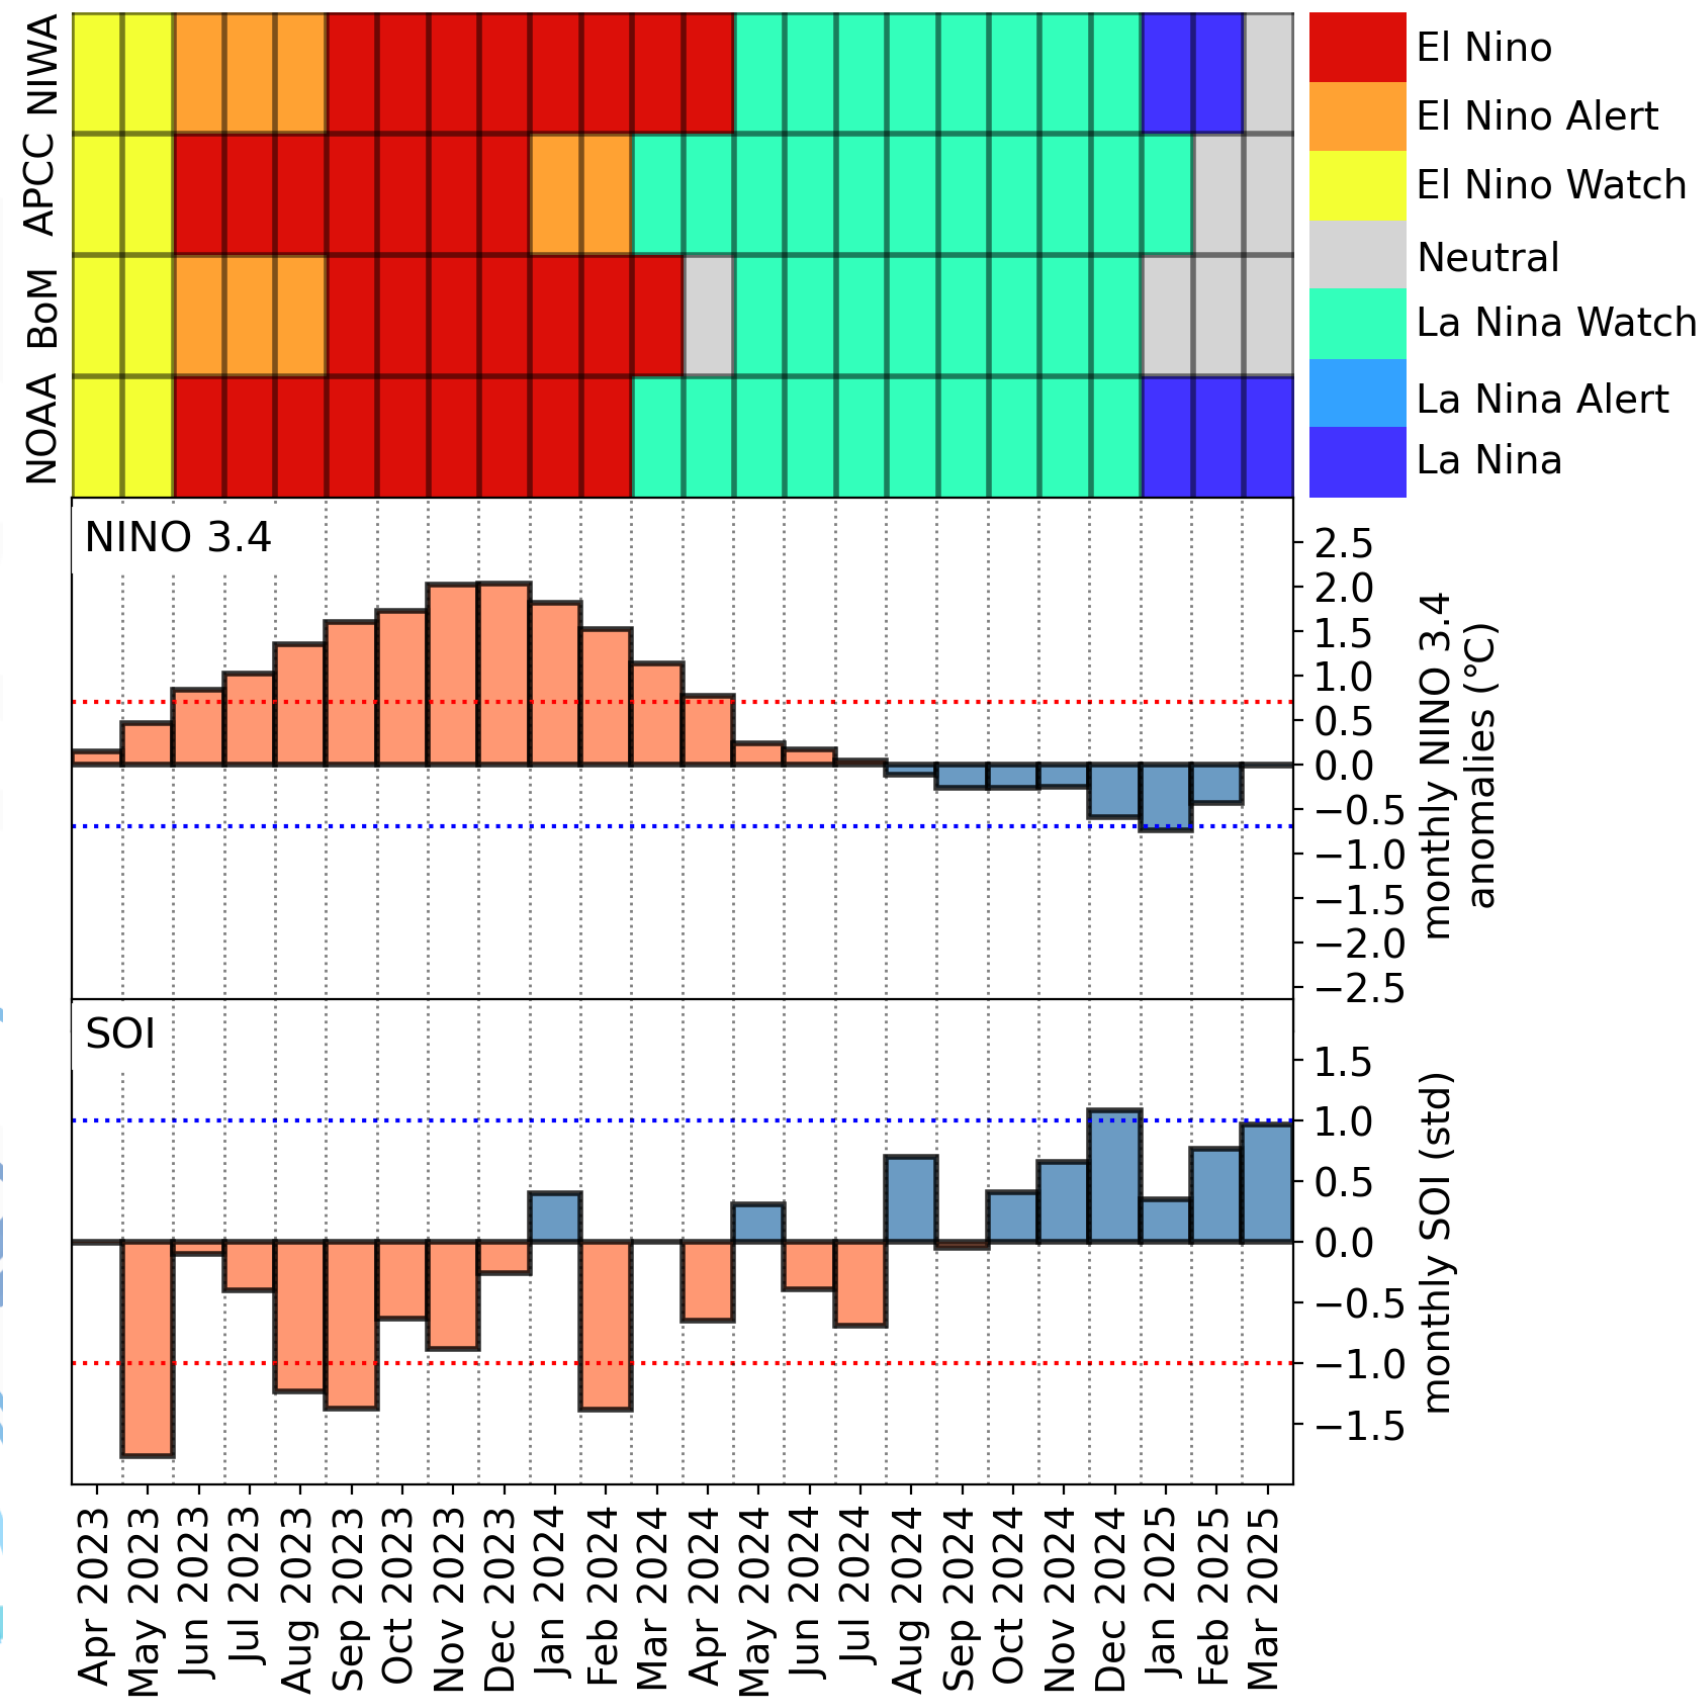 NIWA
APCC
BoM
NOAA
El Nino
El Nino Alert
El Nino Watch
Neutral
La Nina Watch
La Nina Alert
La Nina
NINO 3.4
2.5
2.0
1.5
1.0
0.5
0.0
−0.5
−1.0
−1.5
−2.0
−2.5
monthly NINO 3.4
anomalies (°C)
SOI
1.5
1.0
0.5
0.0
−0.5
−1.0
−1.5
monthly SOI (std)
Apr 2023
May 2023
Jun 2023
Jul 2023
Aug 2023
Sep 2023
Oct 2023
Nov 2023
Dec 2023
Jan 2024
Feb 2024
Mar 2024
Apr 2024
May 2024
Jun 2024
Jul 2024
Aug 2024
Sep 2024
Oct 2024
Nov 2024
Dec 2024
Jan 2025
Feb 2025
Mar 2025